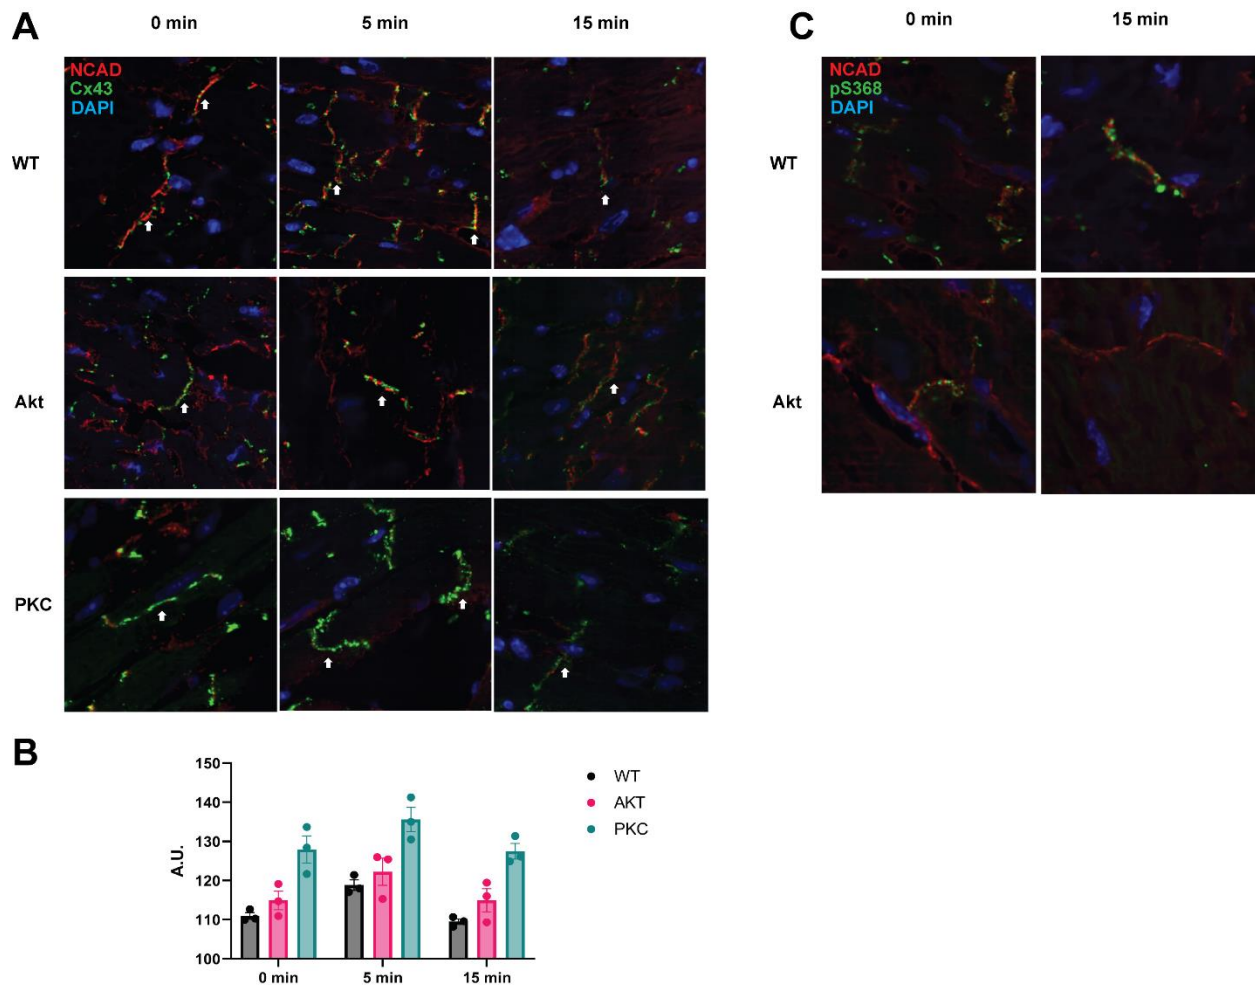 A
0 min
5 min
15 min
NCAD
Cx43
DAPI
WT
Akt
PKC
C
0 min
15 min
NCAD
pS368
DAPI
WT
Akt
B
A.U.
150
140
130
120
110
100
0 min
5 min
15 min
WT
AKT
PKC